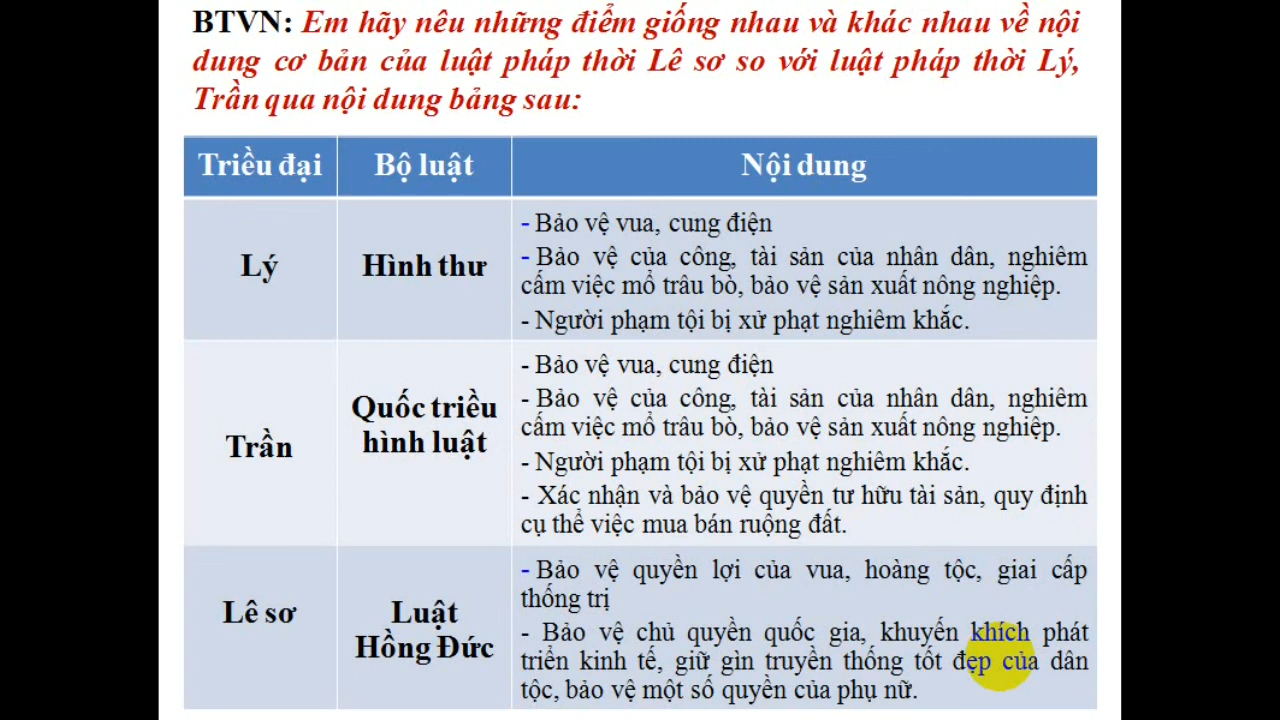 BTVN: Em hãy nêu những điểm giống nhau và khác nhau về nội
dung cơ bản của luật pháp thời Lê sơ so với luật pháp thời Lý,
Trần qua nội dung bảng sau:
Triều đại
Bộ luật
Nội dung
Lý
Hình thư
- Bảo vệ vua, cung điện
- Bảo vệ của công, tài sản của nhân dân, nghiêm
cấm việc mổ trâu bò, bảo vệ sản xuất nông nghiệp.
- Người phạm tội bị xử phạt nghiêm khắc.
Trần
Quốc triều
hình luật
- Bảo vệ vua, cung điện
- Bảo vệ của công, tài sản của nhân dân, nghiêm
cấm việc mổ trâu bò, bảo vệ sản xuất nông nghiệp.
- Người phạm tội bị xử phạt nghiêm khắc.
- Xác nhận và bảo vệ quyền tư hữu tài sản, quy định
cụ thể việc mua bán ruộng đất.
Lê sơ
Luật
Hồng Đức
- Bảo vệ quyền lợi của vua, hoàng tộc, giai cấp
thống trị
- Bảo vệ chủ quyền quốc gia, khuyến khích phát
triển kinh tế, giữ gìn truyền thống tốt đẹp của dân
tộc, bảo vệ một số quyền của phụ nữ.